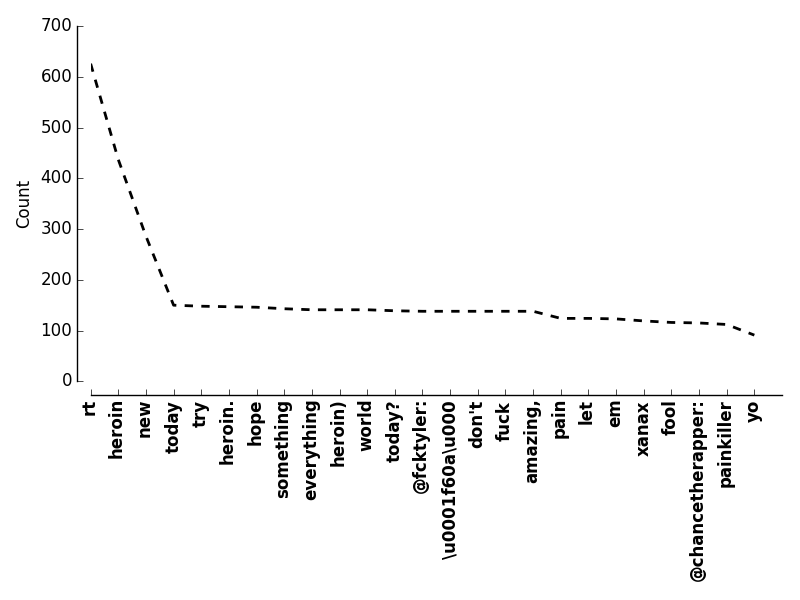 700
600
500
400
300
200
100
0
Count
rt
heroin
new
today
try
heroin.
hope
something
everything
heroin)
world
today?
@fcktyler:
\u0001f60a\u000
don't
fuck
amazing,
pain
let
em
xanax
fool
@chancetherapper:
painkiller
yo